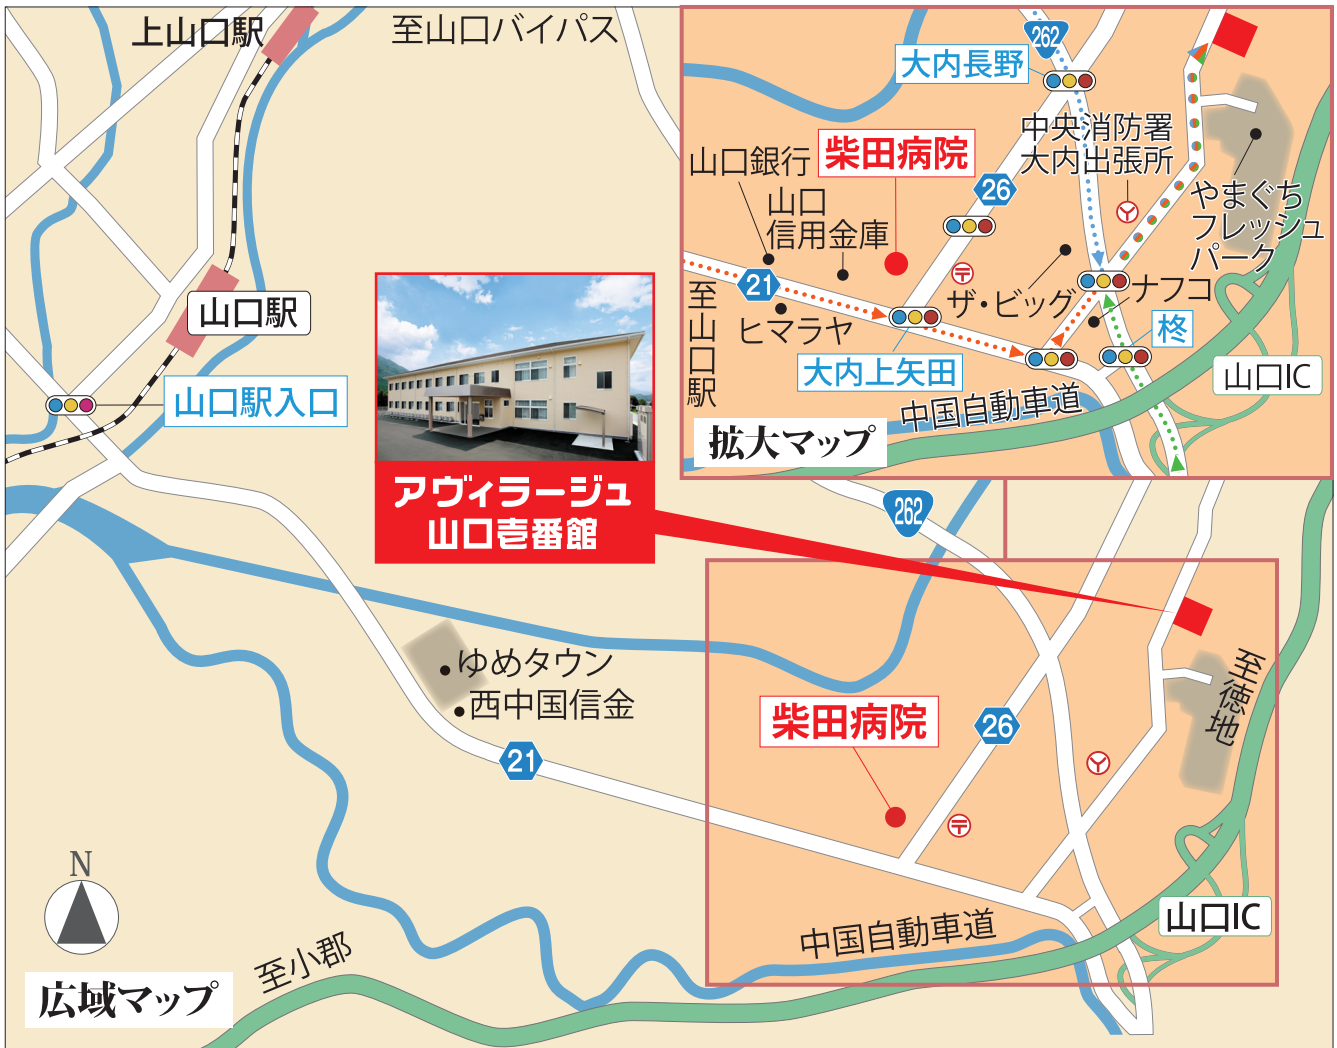 上山口駅
至山口バイパス
262
大内長野
中央消防署
大内出張所
山口銀行
柴田病院
山口
信用金庫
26
やまぐち
フレッシュ
パーク
21
至山口駅
ヒマラヤ
ザ・ビッグ
ナフコ
柊
大内上矢田
中国自動車道
山口IC
拡大マップ
山口駅
山口駅入口
アヴィラージュ
山口壱番館
262
ゆめタウン
西中国信金
21
柴田病院
26
至徳地
山口IC
中国自動車道
至小郡
N
広域マップ